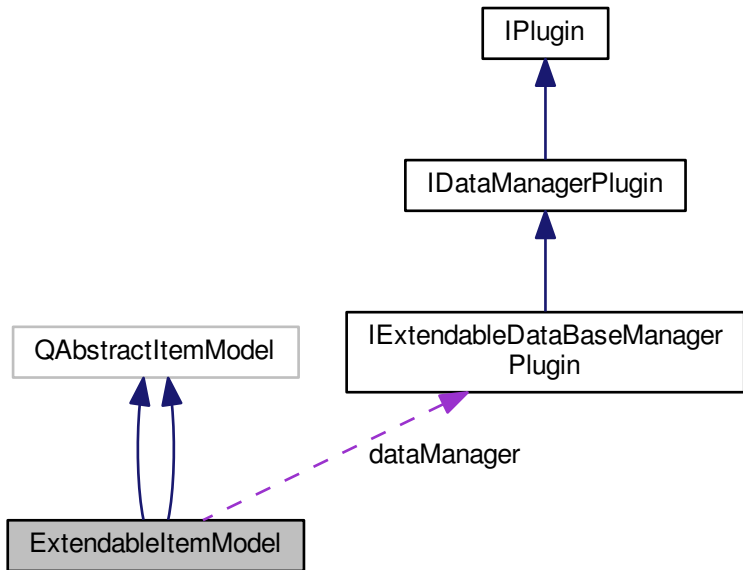 IPlugin
IDataManagerPlugin
IExtendableDataBaseManager
Plugin
QAbstractItemModel
dataManager
ExtendableItemModel